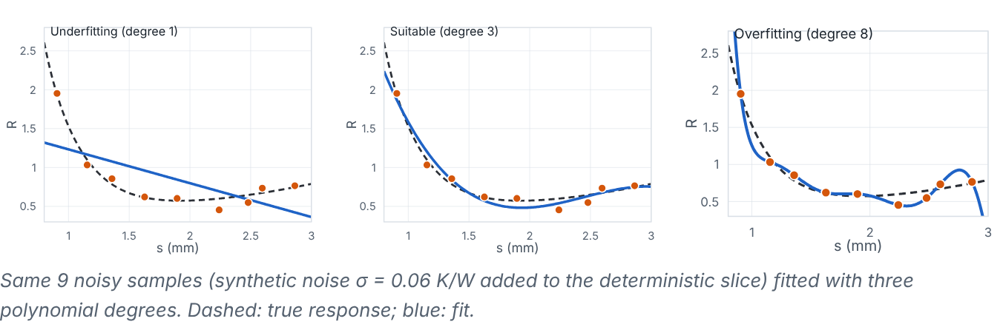 Underfitting (degree 1)
2.5
2
1.5
1
0.5
R
1
1.5
2
2.5
3
s (mm)
Suitable (degree 3)
2.5
2
1.5
1
0.5
R
1
1.5
2
2.5
3
s (mm)
Overfitting (degree 8)
2.5
2
1.5
1
0.5
R
1
2
3
s (mm)
Same 9 noisy samples (synthetic noise σ = 0.06 K/W added to the deterministic slice) fitted with three
polynomial degrees. Dashed: true response; blue: fit.